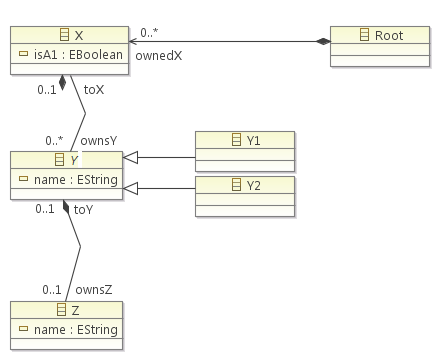 X
0..*
Root
isA1 : EBoolean
ownedX
0..1
toX
0..*
ownsY
Y
Y1
name : EString
Y2
0..1
toY
0..1
ownsZ
Z
name : EString